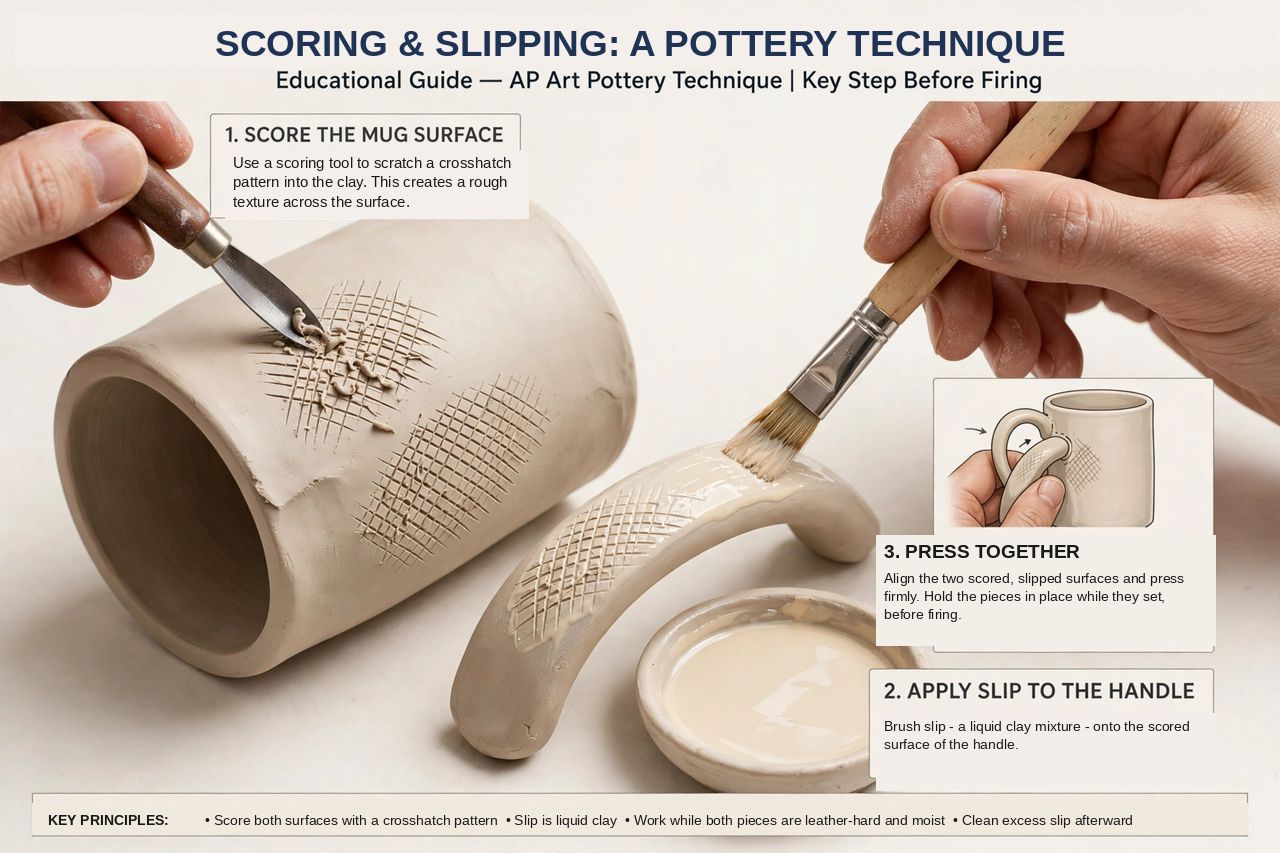 SCORING & SLIPPING: A POTTERY TECHNIQUE
Educational Guide — AP Art Pottery Technique | Key Step Before Firing
1. SCORE THE MUG SURFACE
Use a scoring tool to scratch a crosshatch
pattern into the clay. This creates a rough
texture across the surface.
3. PRESS TOGETHER
Align the two scored, slipped surfaces and press
firmly. Hold the pieces in place while they set,
before firing.
2. APPLY SLIP TO THE HANDLE
Brush slip - a liquid clay mixture - onto the scored
surface of the handle.
KEY PRINCIPLES: • Score both surfaces with a crosshatch pattern • Slip is liquid clay • Work while both pieces are leather-hard and moist • Clean excess slip afterward